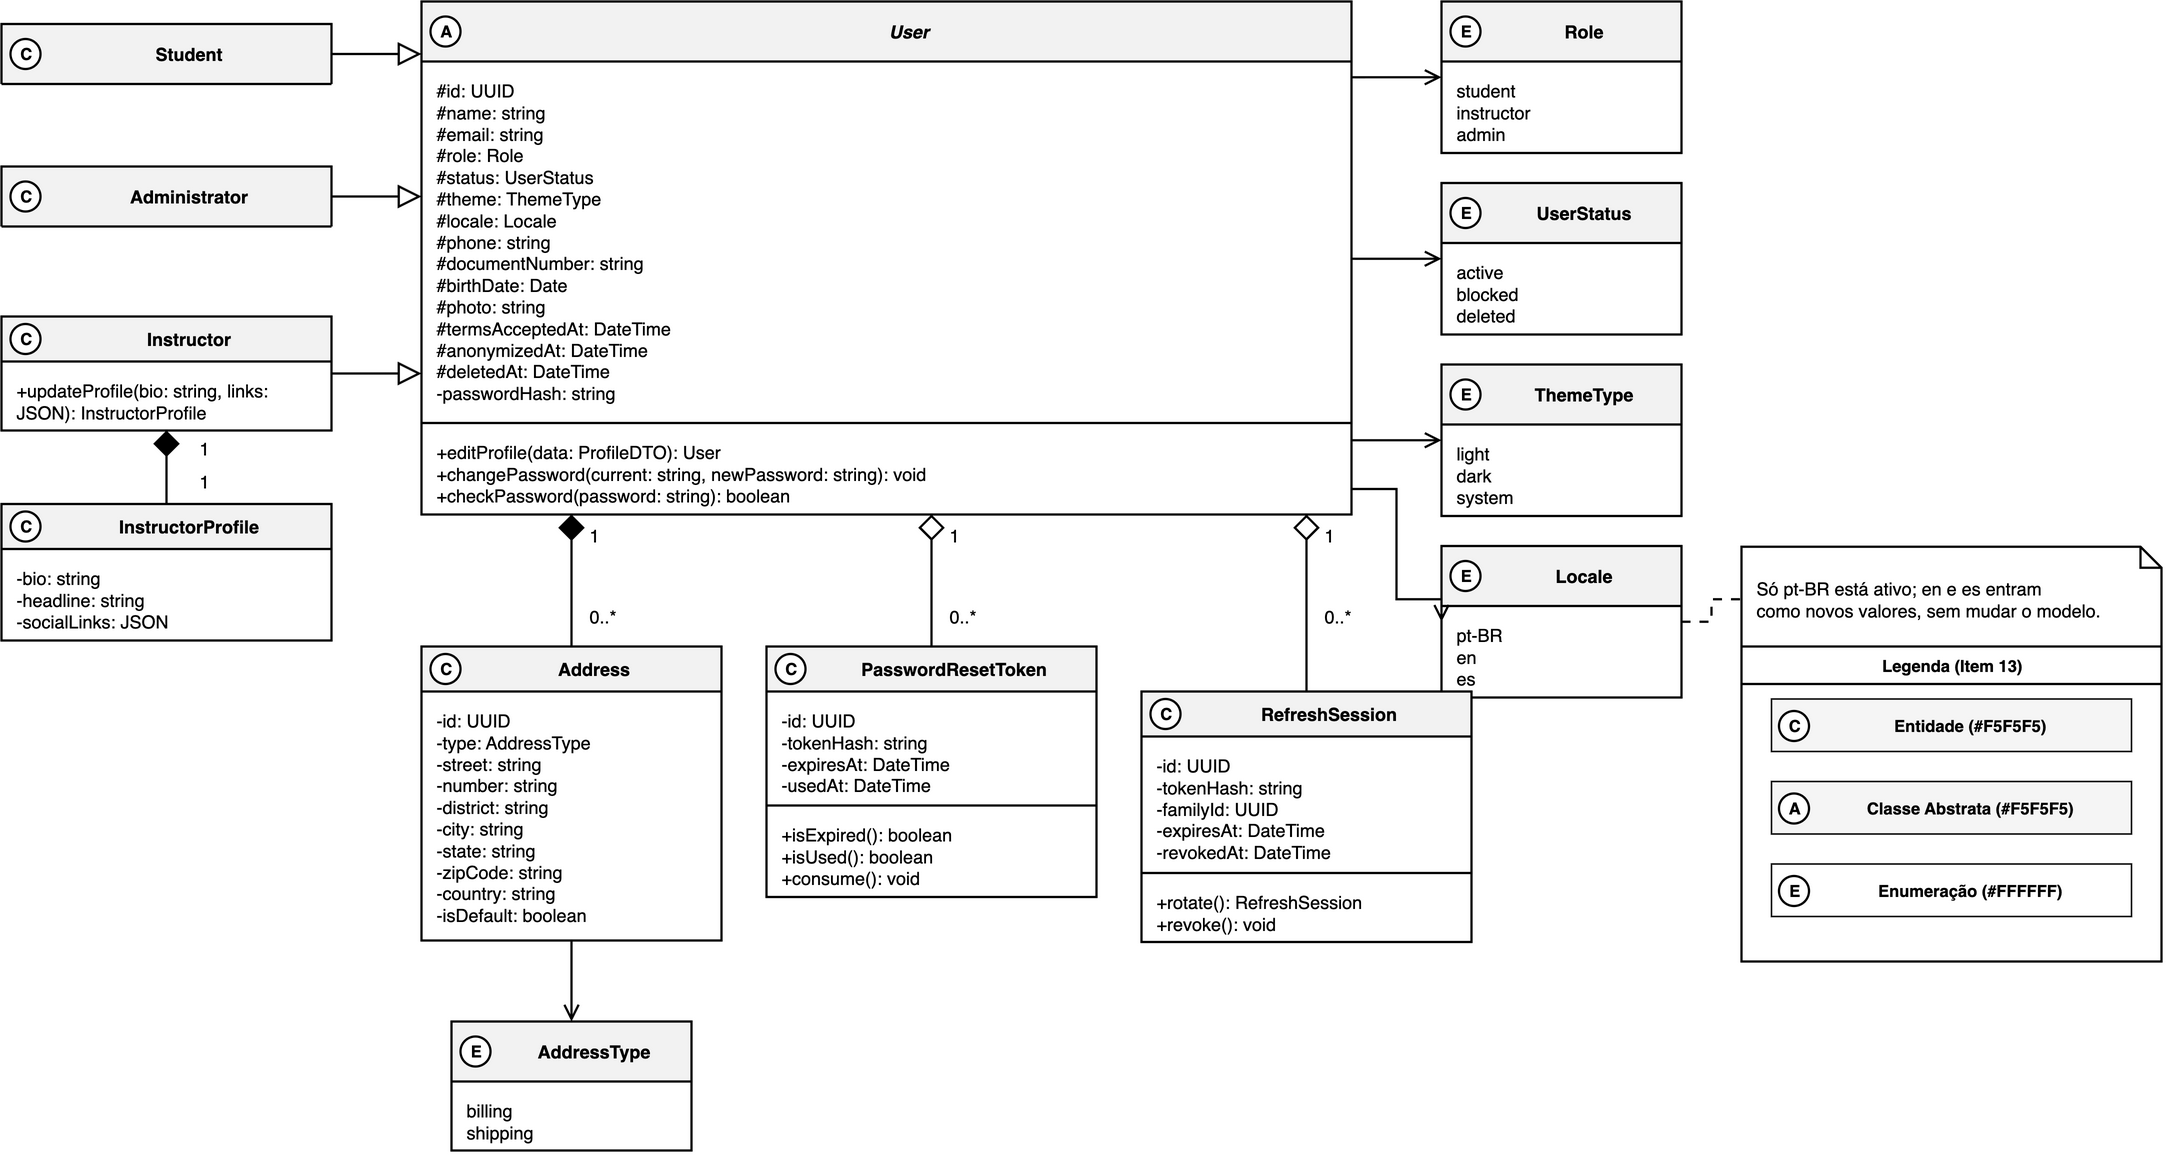 C
Student
C
Administrator
C
Instructor
+updateProfile(bio: string, links:
JSON): InstructorProfile
1
1
C
InstructorProfile
-bio: string
-headline: string
-socialLinks: JSON
A
User
#id: UUID
#name: string
#email: string
#role: Role
#status: UserStatus
#theme: ThemeType
#locale: Locale
#phone: string
#documentNumber: string
#birthDate: Date
#photo: string
#termsAcceptedAt: DateTime
#anonymizedAt: DateTime
#deletedAt: DateTime
-passwordHash: string
+editProfile(data: ProfileDTO): User
+changePassword(current: string, newPassword: string): void
+checkPassword(password: string): boolean
1
0..*
1
0..*
1
0..*
C
Address
-id: UUID
-type: AddressType
-street: string
-number: string
-district: string
-city: string
-state: string
-zipCode: string
-country: string
-isDefault: boolean
E
AddressType
billing
shipping
C
PasswordResetToken
-id: UUID
-tokenHash: string
-expiresAt: DateTime
-usedAt: DateTime
+isExpired(): boolean
+isUsed(): boolean
+consume(): void
C
RefreshSession
-id: UUID
-tokenHash: string
-familyId: UUID
-expiresAt: DateTime
-revokedAt: DateTime
+rotate(): RefreshSession
+revoke(): void
E
Role
student
instructor
admin
E
UserStatus
active
blocked
deleted
E
ThemeType
light
dark
system
E
Locale
pt-BR
en
es
Só pt-BR está ativo; en e es entram
como novos valores, sem mudar o modelo.
Legenda (Item 13)
C
Entidade (#F5F5F5)
A
Classe Abstrata (#F5F5F5)
E
Enumeração (#FFFFFF)